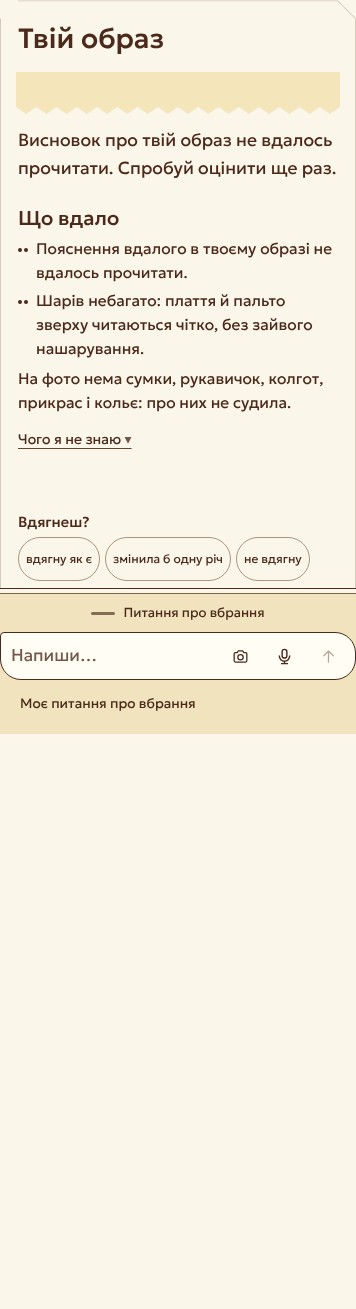 Твій образ
Висновок про твій образ не вдалось
прочитати. Спробуй оцінити ще раз.
Що вдало
•• Пояснення вдалого в твоєму образі не
вдалось прочитати.
•• Шарів небагато: плаття й пальто
зверху читаються чітко, без зайвого
нашарування.
На фото нема сумки, рукавичок, колгот,
прикрас і кольє: про них не судила.
Чого я не знаю ▾
Вдягнеш?
вдягну як є змінила б одну річ не вдягну
Питання про вбрання
Напиши...
Моє питання про вбрання